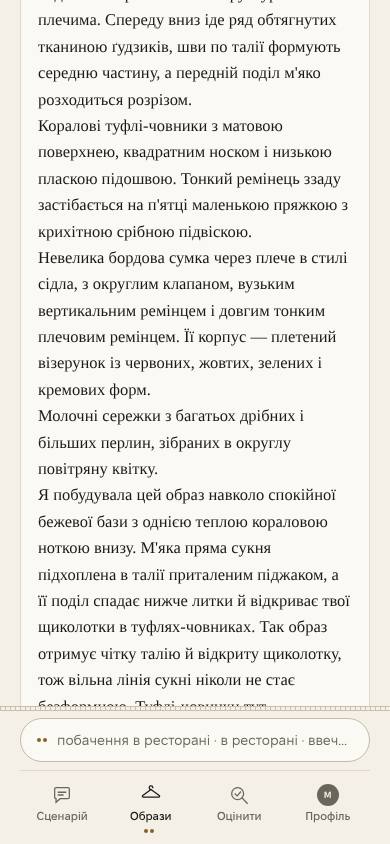 плечима. Спереду вниз іде ряд обтягнутих
тканиною ґудзиків, шви по талії формують
середню частину, а передній поділ м'яко
розходиться розрізом.
Коралові туфлі-човники з матовою
поверхнею, квадратним носком і низькою
пласкою підошвою. Тонкий ремінець ззаду
застібається на п'ятці маленькою пряжкою з
крихітною срібною підвіскою.
Невелика бордова сумка через плече в стилі
сідла, з округлим клапаном, вузьким
вертикальним ремінцем і довгим тонким
плечовим ремінцем. Її корпус — плетений
візерунок із червоних, жовтих, зелених і
кремових форм.
Молочні сережки з багатьох дрібних і
більших перлин, зібраних в округлу
повітряну квітку.
Я побудувала цей образ навколо спокійної
бежевої бази з однією теплою кораловою
ноткою внизу. М'яка пряма сукня
підхоплена в талії приталеним піджаком, а
її поділ спадає нижче литки й відкриває твої
щиколотки в туфлях-човниках. Так образ
отримує чітку талію й відкриту щиколотку,
тож вільна лінія сукні ніколи не стає
безформною. Туфлі-човники тут
побачення в ресторані · в ресторані · ввеч...
Сценарій
Образи
Оцінити
М
Профіль